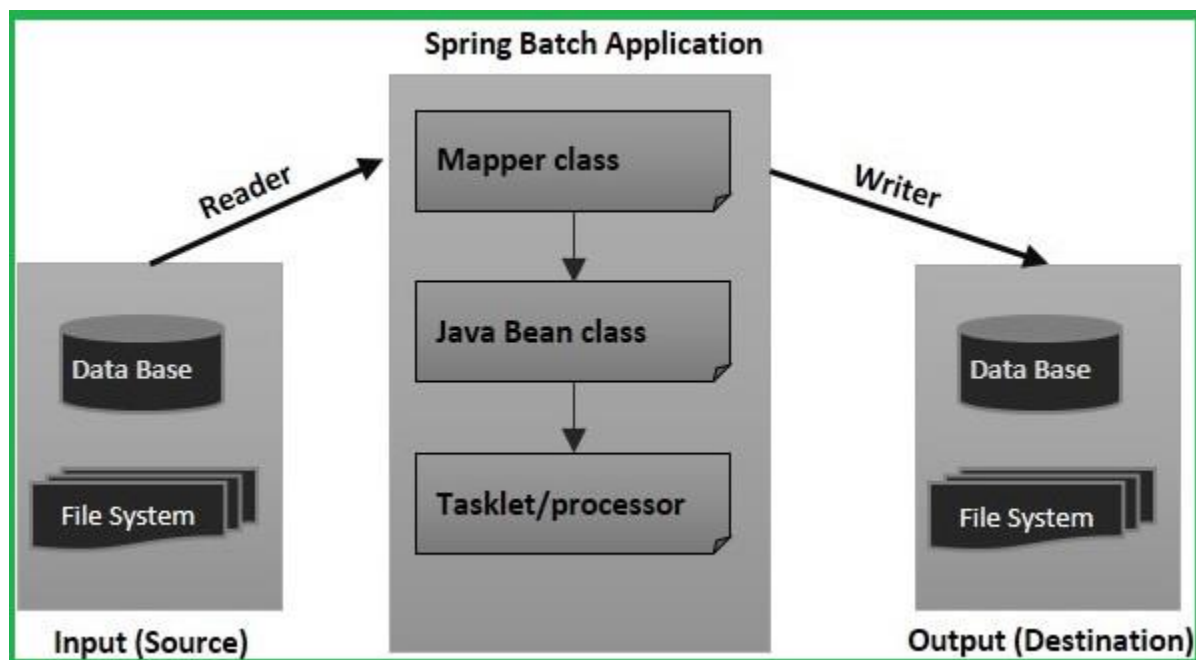 Spring Batch Application
Reader
Mapper class
Writer
Java Bean class
Data Base
Data Base
Tasklet/processor
File System
File System
Input (Source)
Output (Destination)